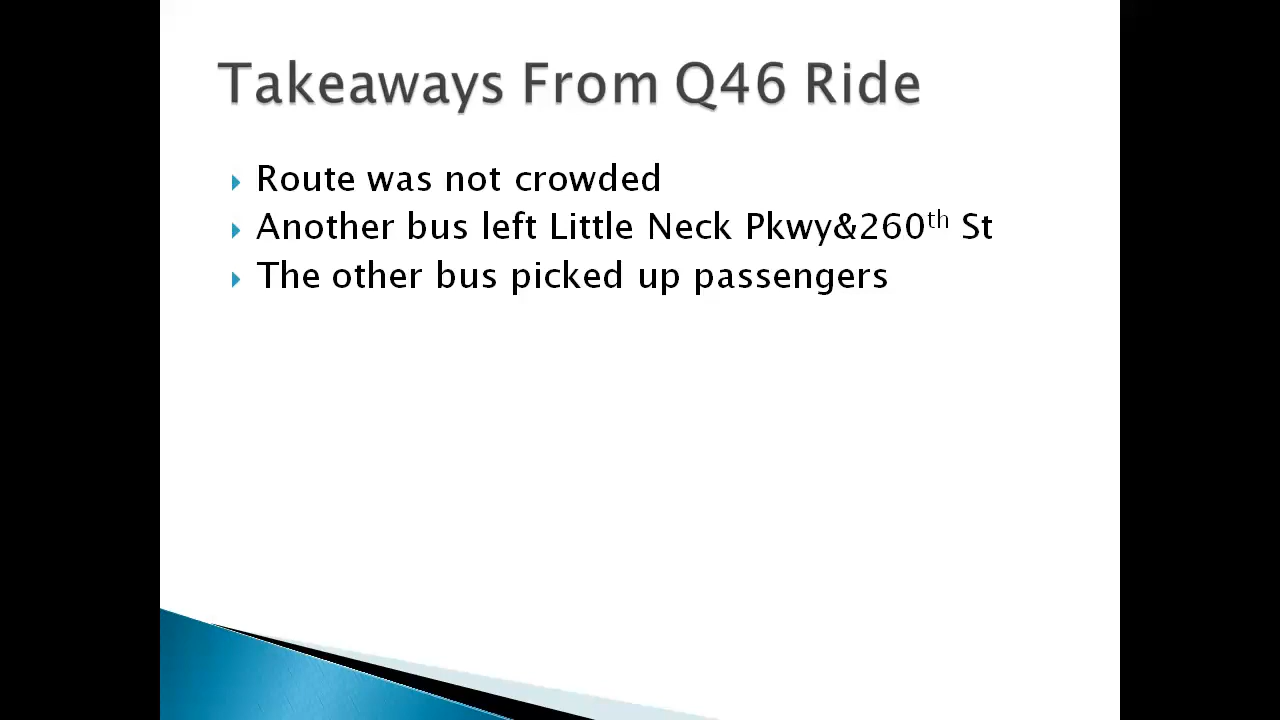 Takeaways From Q46 Ride
Route was not crowded
Another bus left Little Neck Pkwy&260th St
The other bus picked up passengers